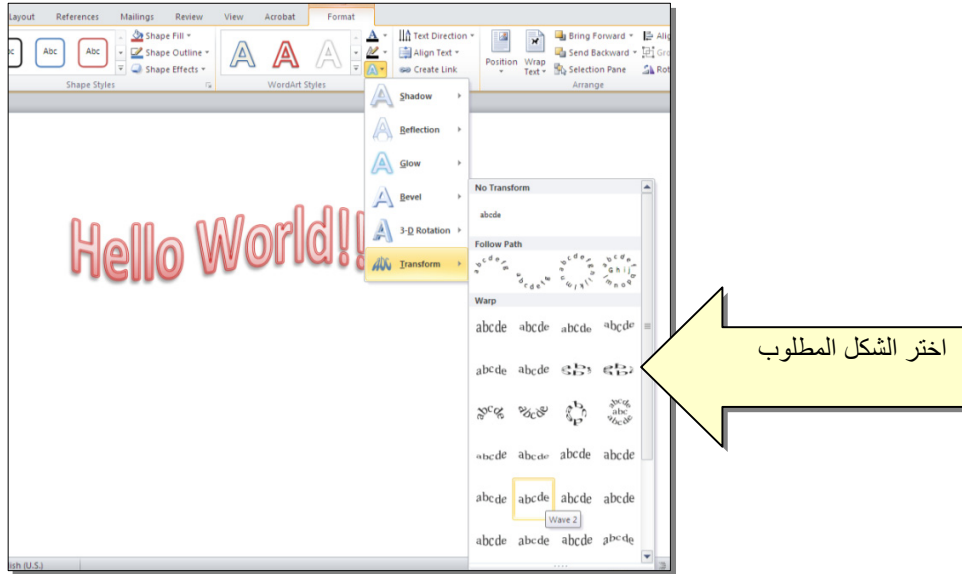 Layout References Mailings Review View Acrobat Format
Abc Abc Shape Fill Text Direction Bring Forward
Shape Outline Align Text Position Wrap Text Send Backward
Shape Effects Create Link Selection Pane
Shape Styles WordArt Styles Arrange
Shadow
Reflection
Glow
Bevel
3-D Rotation
Transform
Hello World!!
No Transform
abcde
Follow Path
Warp
abcde abcde abcde abcde
abcde abcde
abcde abcde abcde abcde
abcde abcde abcde abcde
Wave 2
abcde abcde abcde abcde
اختر الشكل المطلوب